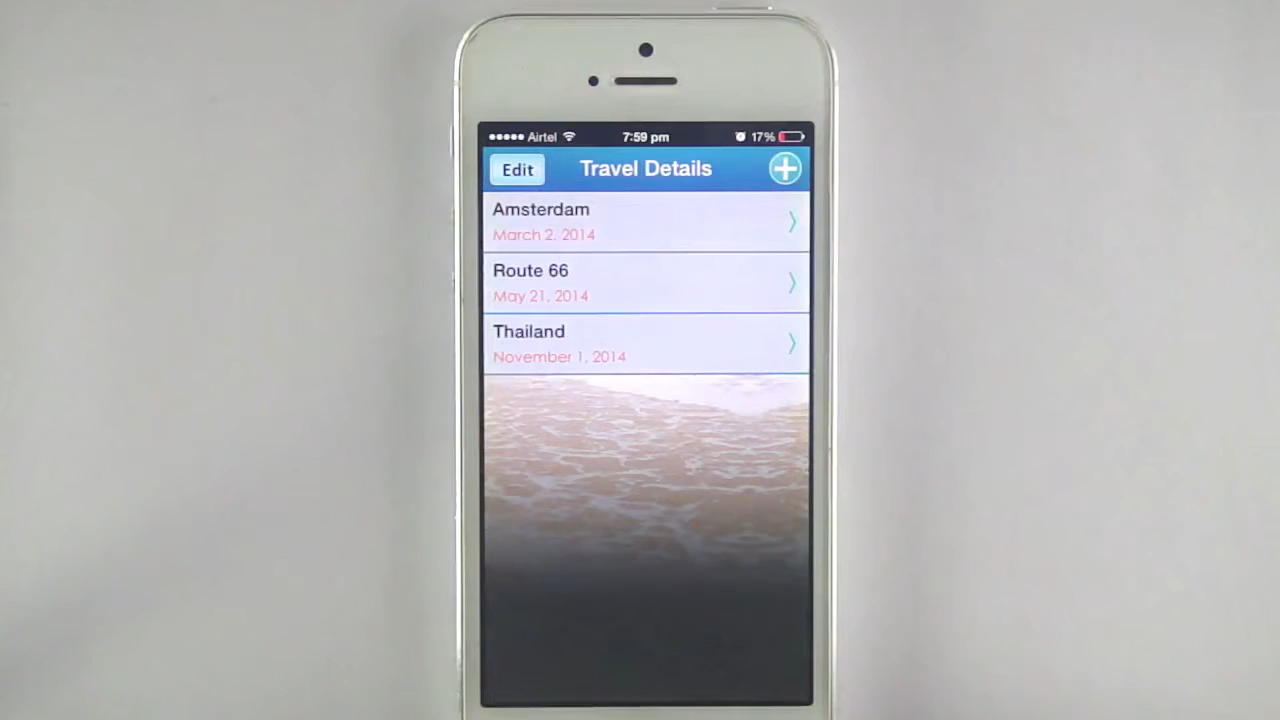 Airtel 7:59 pm 17%
Edit Travel Details
Amsterdam
March 2, 2014
Route 66
May 21, 2014
Thailand
November 1, 2014